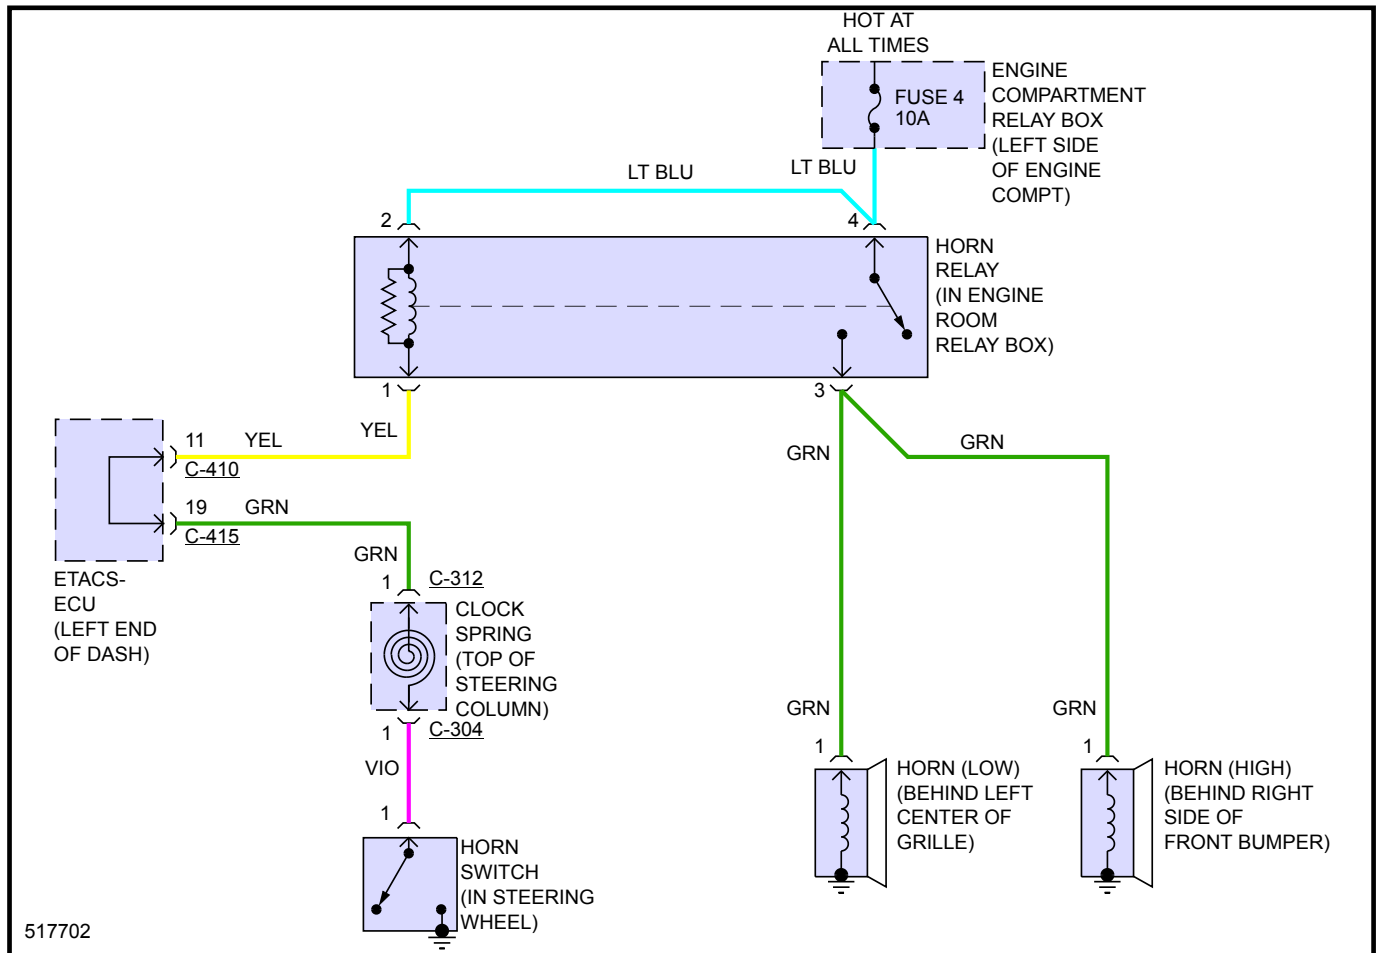 HOT AT
ALL TIMES
FUSE 4
10A
ENGINE
COMPARTMENT
RELAY BOX
(LEFT SIDE
OF ENGINE
COMPT)
LT BLU
LT BLU
2
4
HORN
RELAY
(IN ENGINE
ROOM
RELAY BOX)
1
3
YEL
11
YEL
C-410
19
GRN
C-415
ETACS-
ECU
(LEFT END
OF DASH)
GRN
GRN
GRN
1
C-312
CLOCK
SPRING
(TOP OF
STEERING
COLUMN)
1
C-304
VIO
1
HORN
SWITCH
(IN STEERING
WHEEL)
GRN
1
HORN (LOW)
(BEHIND LEFT
CENTER OF
GRILLE)
GRN
1
HORN (HIGH)
(BEHIND RIGHT
SIDE OF
FRONT BUMPER)
517702